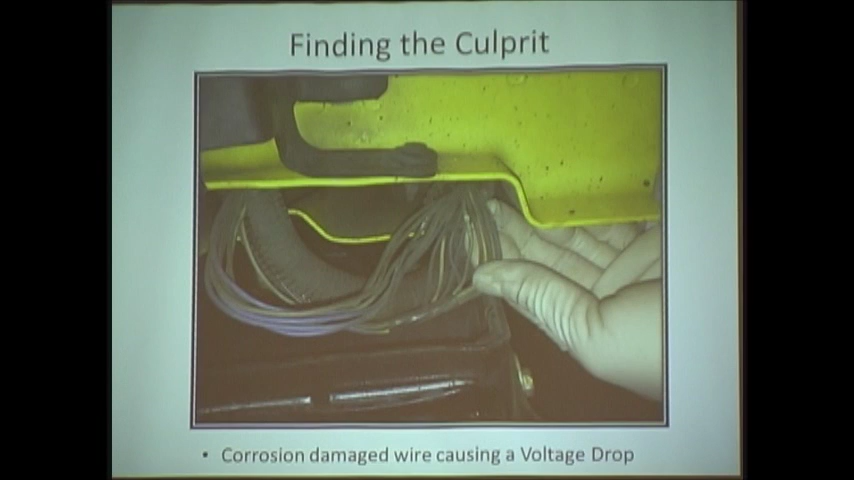 Finding the Culprit
• Corrosion damaged wire causing a Voltage Drop